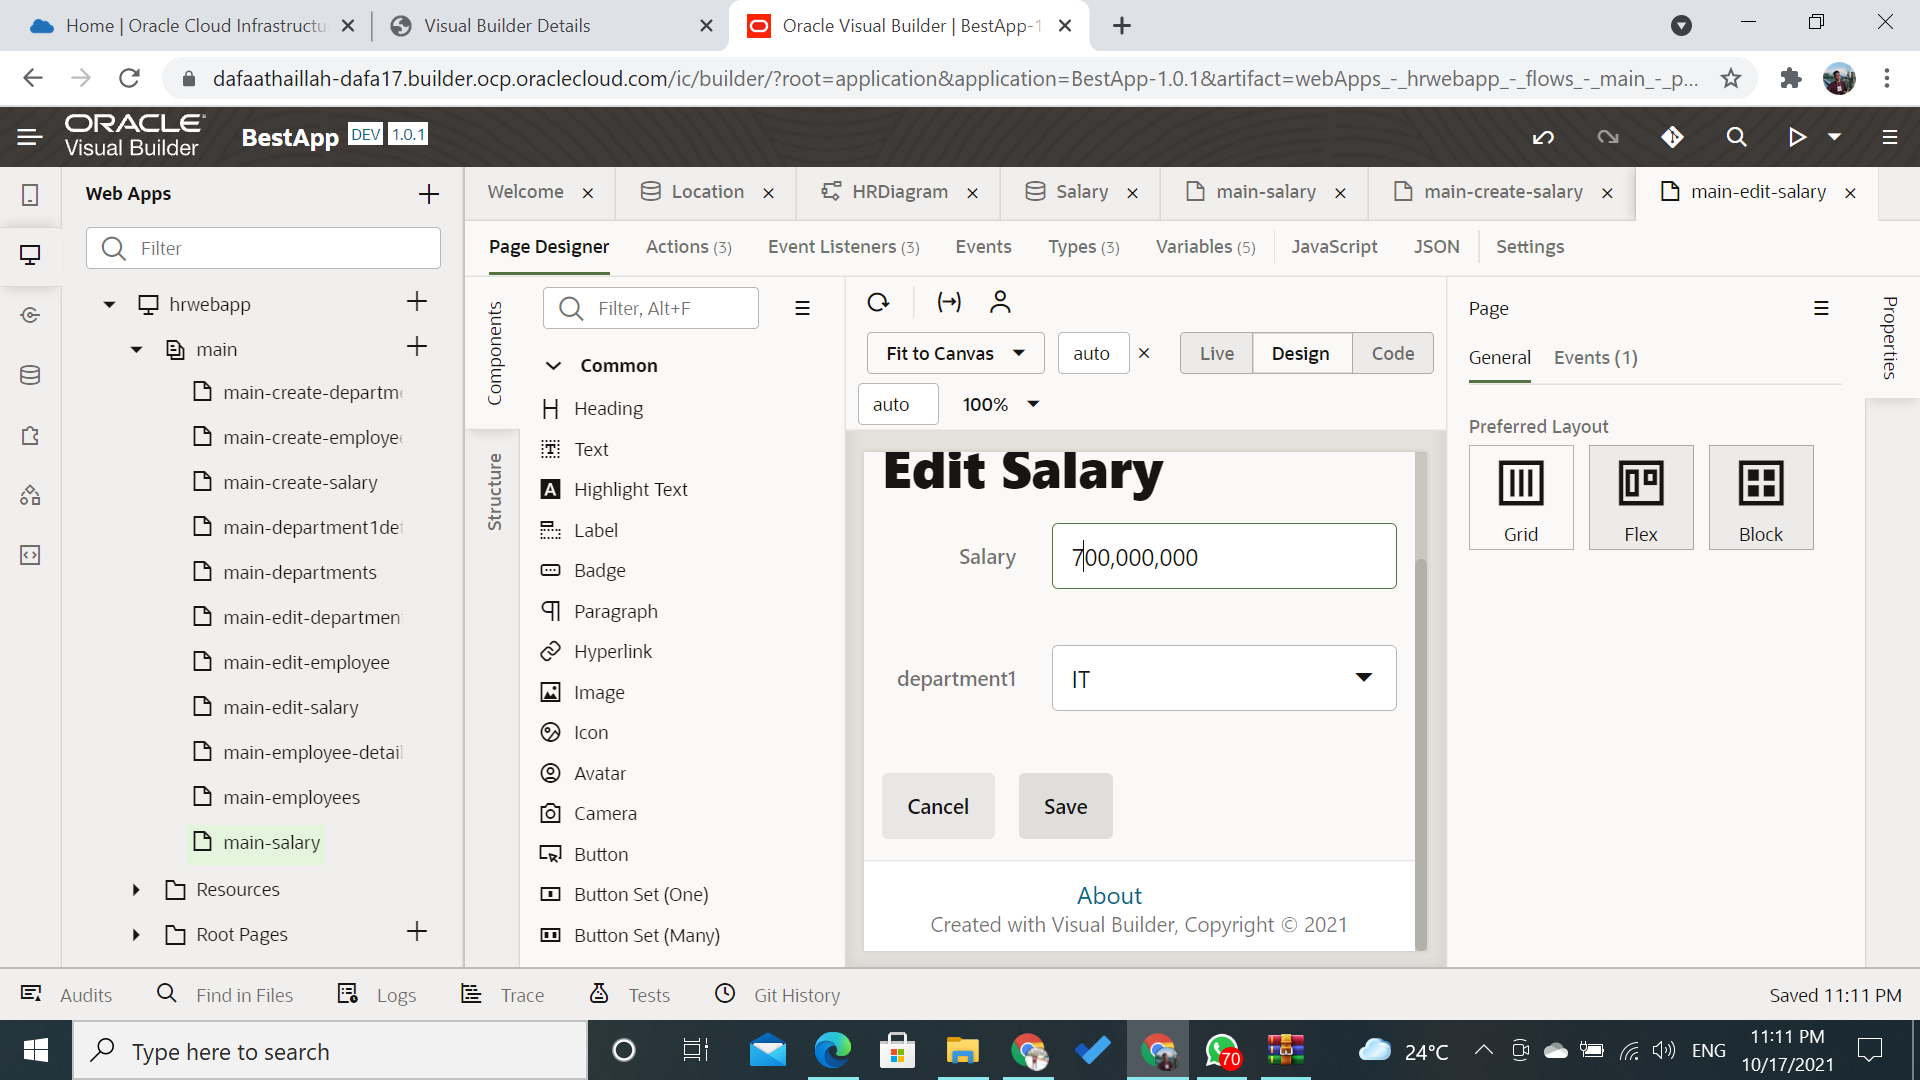 Home | Oracle Cloud Infrastructu
Visual Builder Details
Oracle Visual Builder | BestApp-1
dafaathaillah-dafa17.builder.ocp.oraclecloud.com/ic/builder/?root=application&application=BestApp-1.0.1&artifact=webApps_-_hrwebapp_-_flows_-_main_-_p...
ORACLE
Visual Builder
BestApp DEV 1.0.1
Web Apps
Filter
hrwebapp
main
main-create-departme
main-create-employee
main-create-salary
main-department1det
main-departments
main-edit-department
main-edit-employee
main-edit-salary
main-employee-detail
main-employees
main-salary
Resources
Root Pages
Welcome
Location
HRDiagram
Salary
main-salary
main-create-salary
main-edit-salary
Page Designer
Actions (3)
Event Listeners (3)
Events
Types (3)
Variables (5)
JavaScript
JSON
Settings
Components
Structure
Filter, Alt+F
Common
Heading
Text
Highlight Text
Label
Badge
Paragraph
Hyperlink
Image
Icon
Avatar
Camera
Button
Button Set (One)
Button Set (Many)
Fit to Canvas
auto
Live
Design
Code
auto
100%
Edit Salary
Salary
700,000,000
department1
IT
Cancel
Save
About
Created with Visual Builder, Copyright © 2021
Page
General
Events (1)
Preferred Layout
Grid
Flex
Block
Properties
Audits
Find in Files
Logs
Trace
Tests
Git History
Saved 11:11 PM
Type here to search
70
24°C
ENG
11:11 PM
10/17/2021